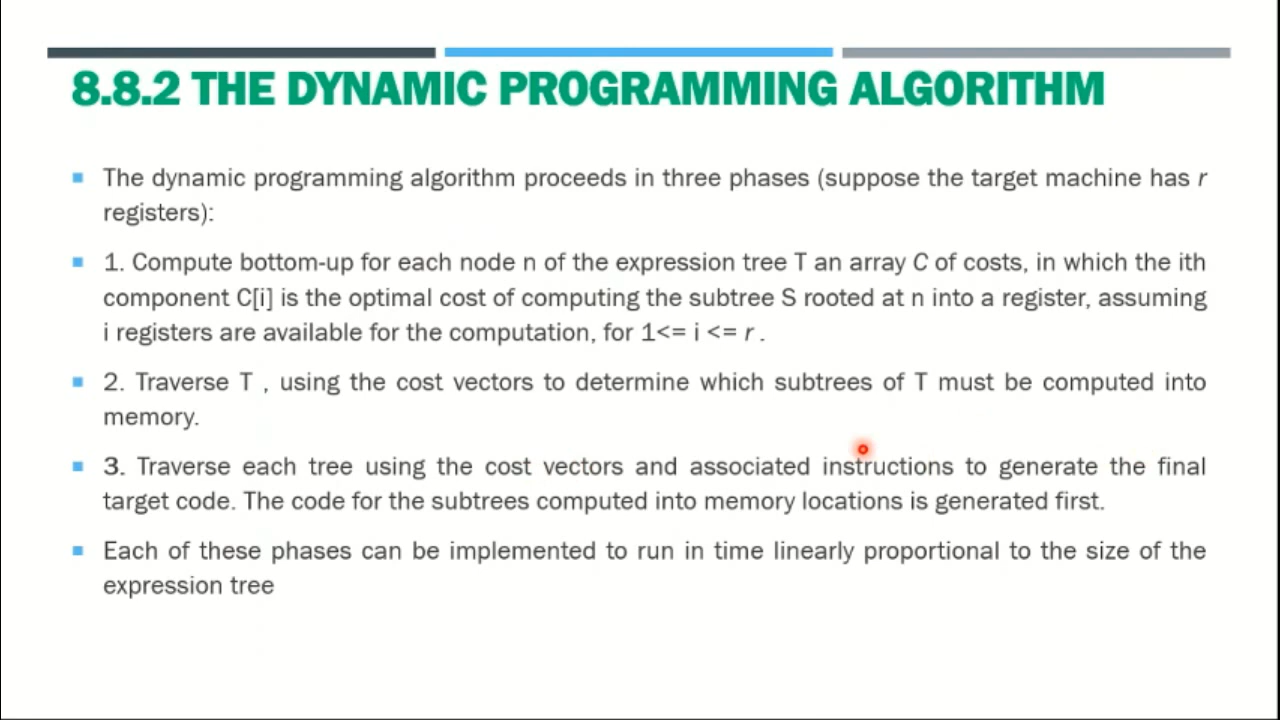 8.8.2 THE DYNAMIC PROGRAMMING ALGORITHM
The dynamic programming algorithm proceeds in three phases (suppose the target machine has r
registers):
1. Compute bottom-up for each node n of the expression tree T an array C of costs, in which the ith
component C[i] is the optimal cost of computing the subtree S rooted at n into a register, assuming
i registers are available for the computation, for 1<= i <= r .
2. Traverse T , using the cost vectors to determine which subtrees of T must be computed into
memory.
3. Traverse each tree using the cost vectors and associated instructions to generate the final
target code. The code for the subtrees computed into memory locations is generated first.
Each of these phases can be implemented to run in time linearly proportional to the size of the
expression tree